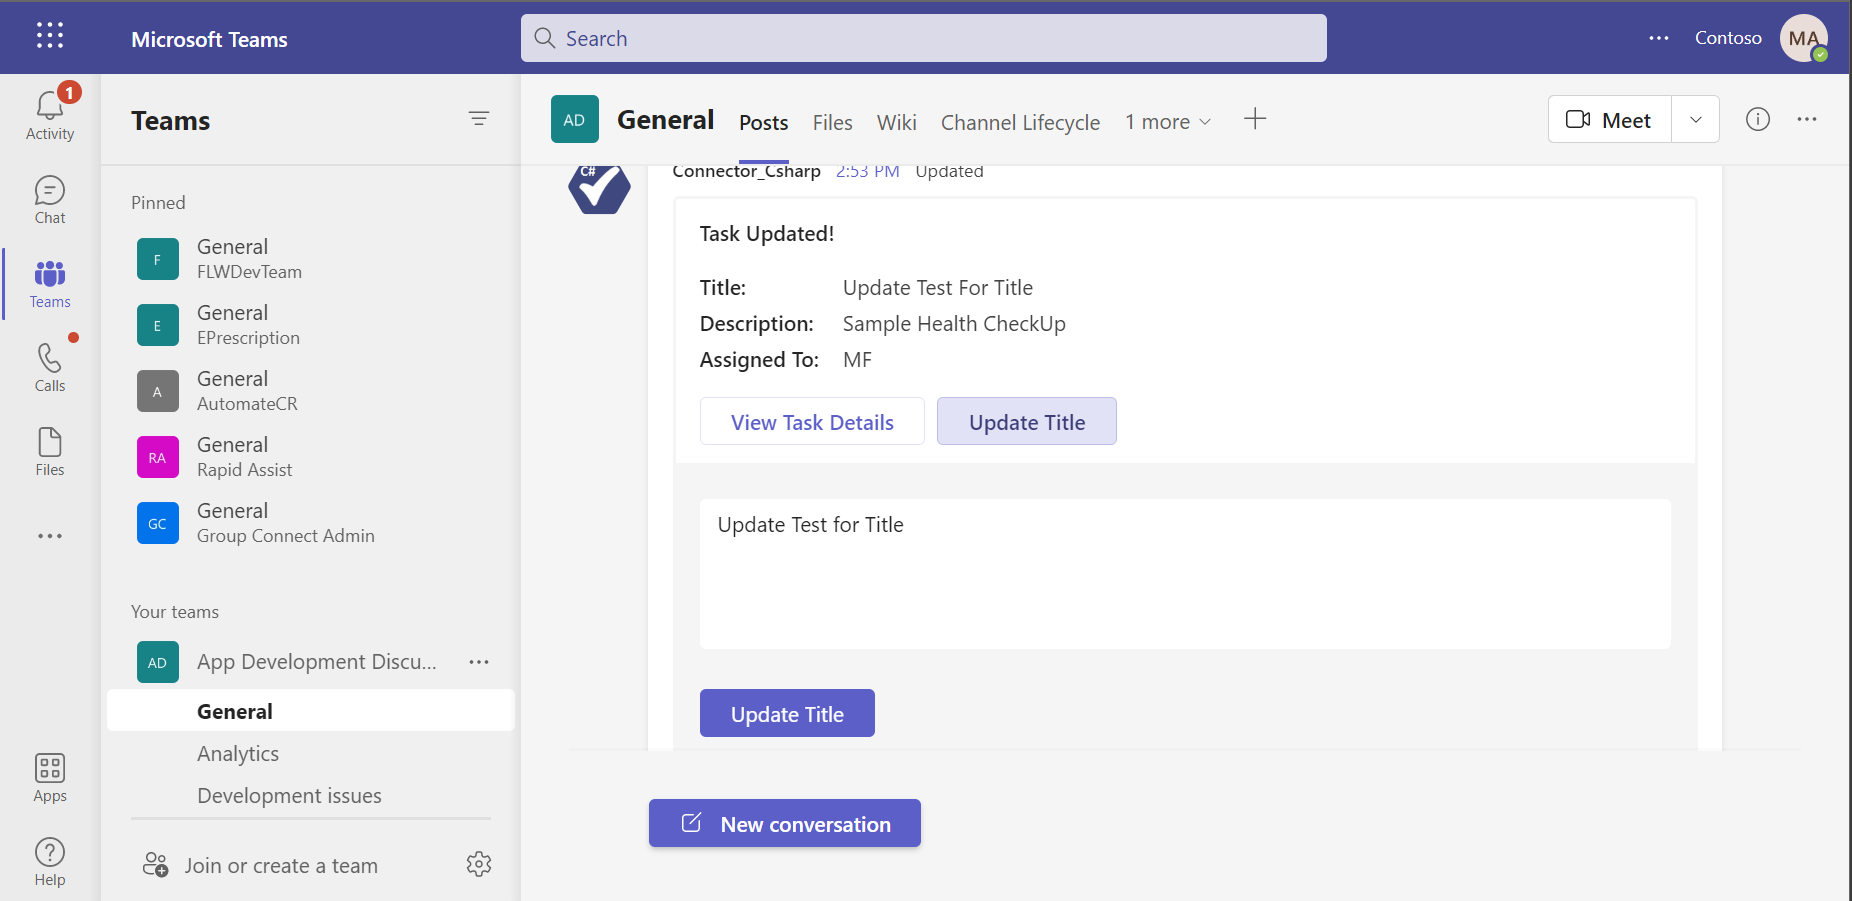 Microsoft Teams
Search
Contoso
MA
1
Activity
Chat
Teams
Calls
Files
Apps
Help
Teams
Pinned
F
General
FLWDevTeam
E
General
EPrescription
A
General
AutomateCR
RA
General
Rapid Assist
GC
General
Group Connect Admin
Your teams
AD
App Development Discu...
General
Analytics
Development issues
Join or create a team
AD
General
Posts
Files
Wiki
Channel Lifecycle
1 more
Meet
C#
Connector_Csharp 2:53 PM Updated
Task Updated!
Title: Update Test For Title
Description: Sample Health CheckUp
Assigned To: MF
View Task Details
Update Title
Update Test for Title
Update Title
New conversation